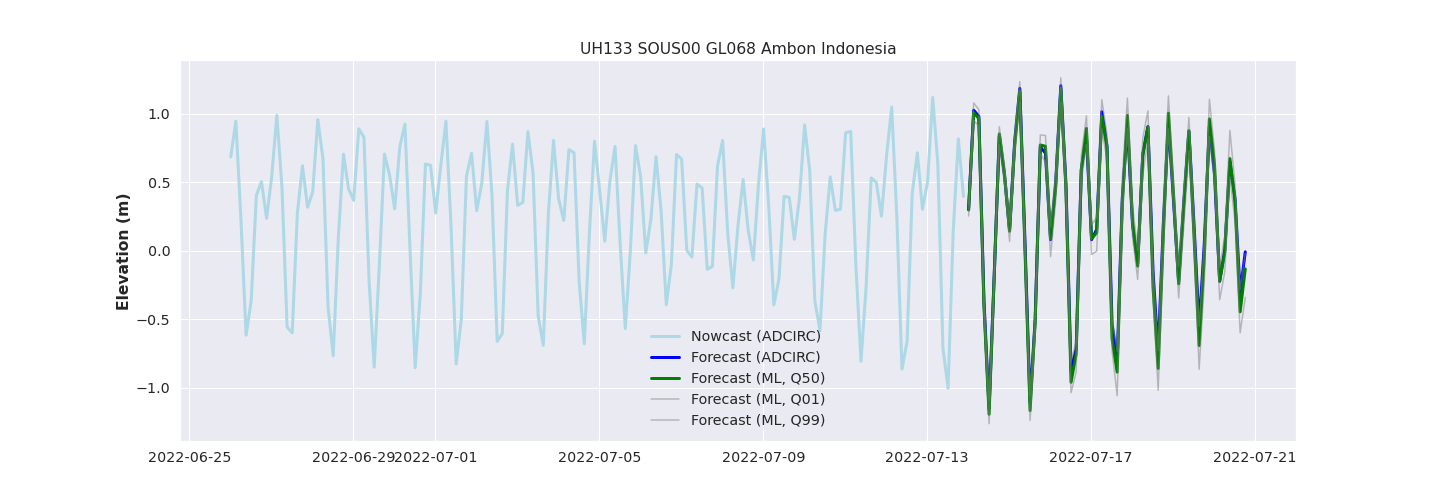 UH133 SOUS00 GL068 Ambon Indonesia
Elevation (m)
1.0
0.5
0.0
−0.5
−1.0
Nowcast (ADCIRC)
Forecast (ADCIRC)
Forecast (ML, Q50)
Forecast (ML, Q01)
Forecast (ML, Q99)
2022-06-25 2022-06-29 2022-07-01 2022-07-05 2022-07-09 2022-07-13 2022-07-17 2022-07-21